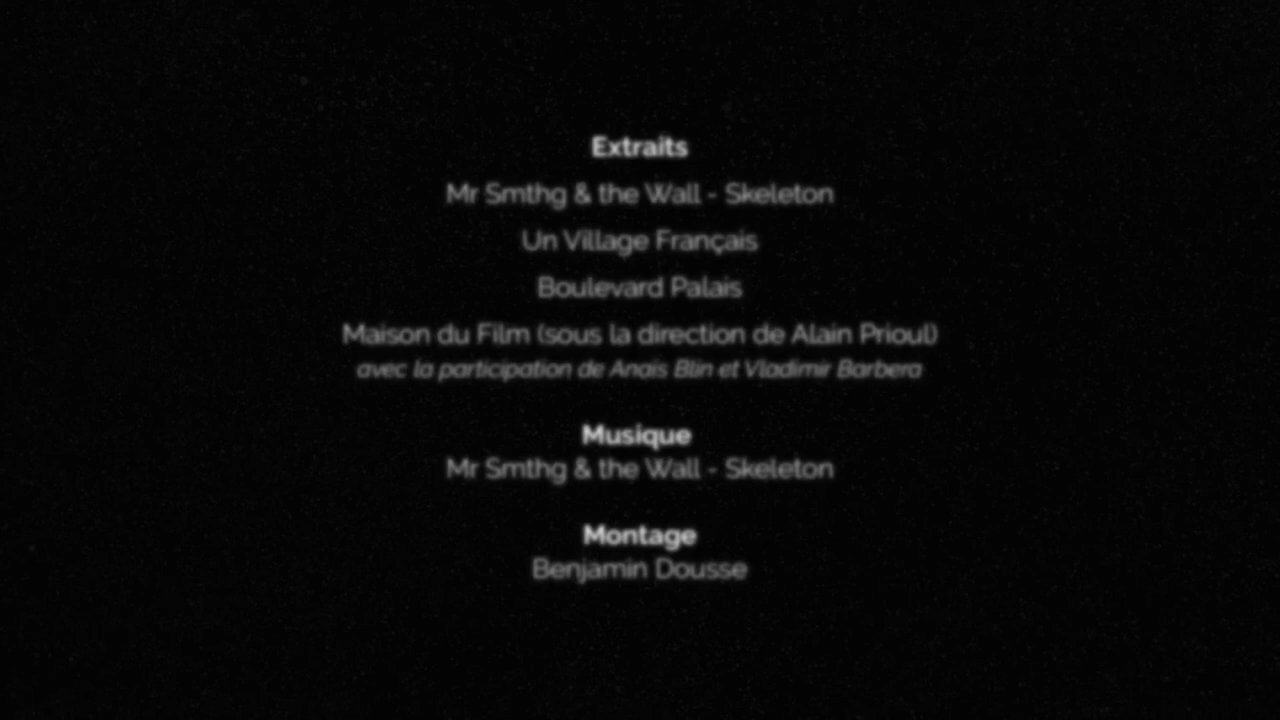 Extraits
Mr Smthg & the Wall - Skeleton
Un Village Français
Boulevard Palais
Maison du Film (sous la direction de Alain Prioul)
avec la participation de Anaïs Blin et Vladimir Barbera
Musique
Mr Smthg & the Wall - Skeleton
Montage
Benjamin Dousse